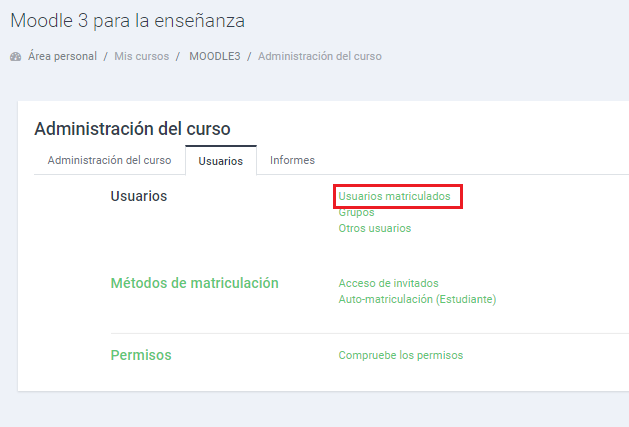 Moodle 3 para la enseñanza
Área personal / Mis cursos / MOODLE3 / Administración del curso
Administración del curso
Administración del curso Usuarios Informes
Usuarios Usuarios matriculados
Grupos
Otros usuarios
Métodos de matriculación Acceso de invitados
Auto-matriculación (Estudiante)
Permisos Compruebe los permisos